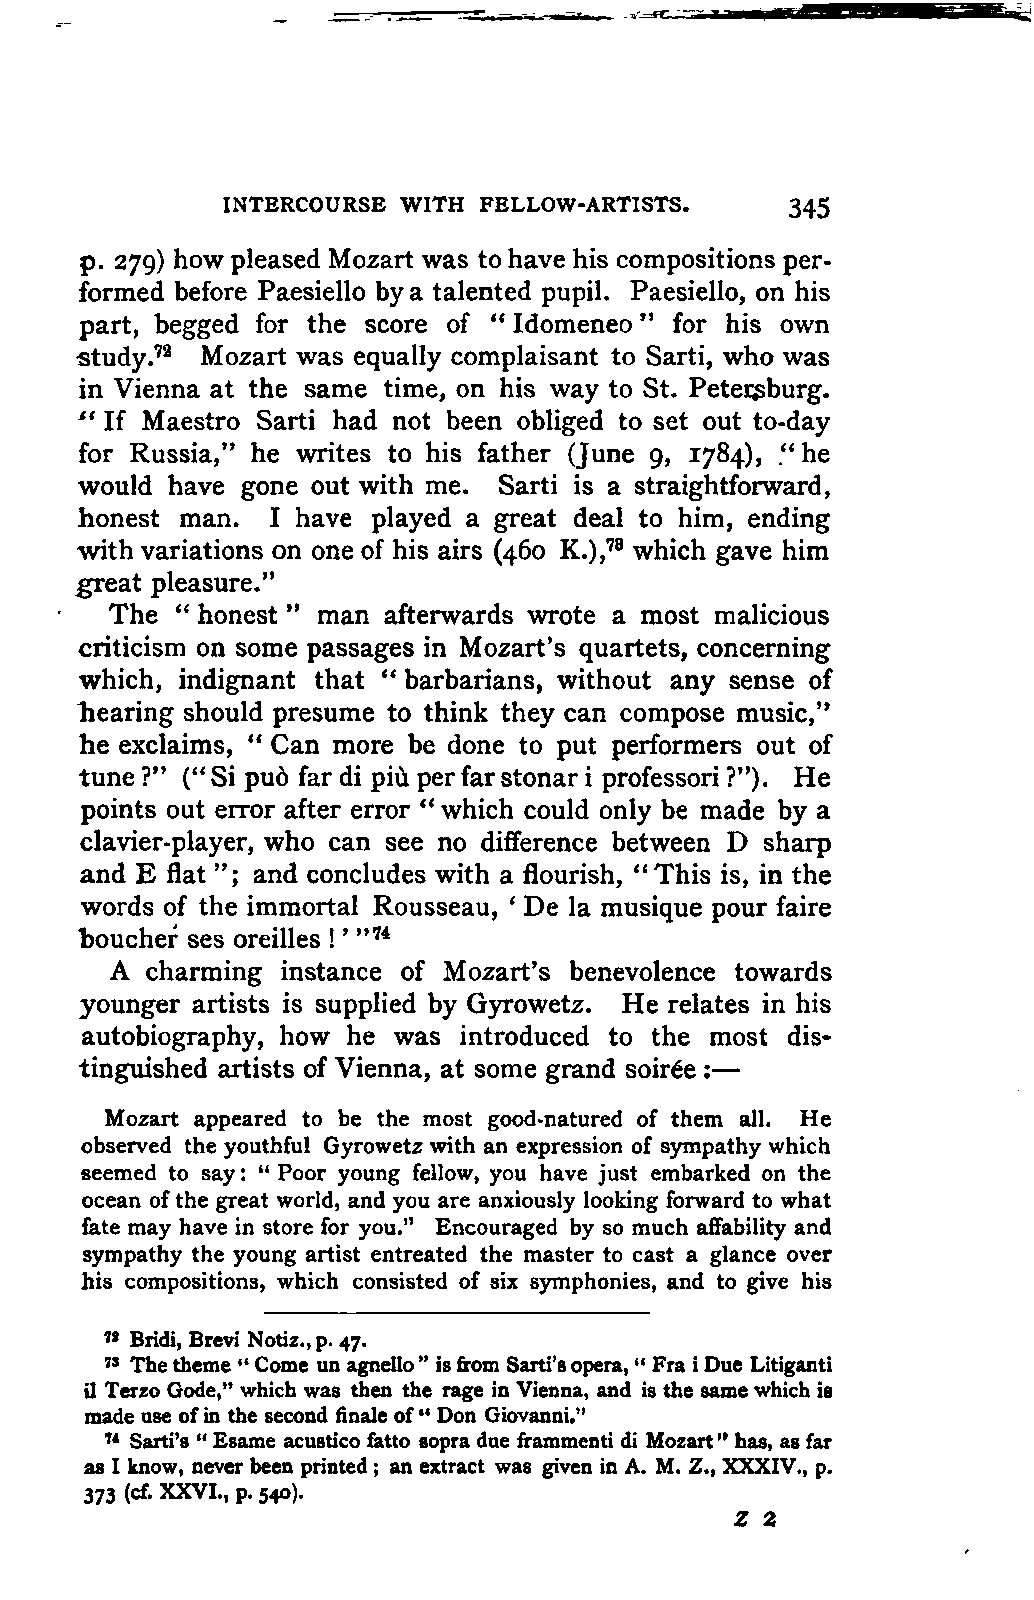 INTERCOURSE WITH FELLOW-ARTISTS. 345
p. 279) how pleased Mozart was to have his compositions per-
formed before Paesiello by a talented pupil. Paesiello, on his
part, begged for the score of "Idomeneo" for his own
study.⁷² Mozart was equally complaisant to Sarti, who was
in Vienna at the same time, on his way to St. Petersburg.
"If Maestro Sarti had not been obliged to set out to-day
for Russia," he writes to his father (June 9, 1784), "he
would have gone out with me. Sarti is a straightforward,
honest man. I have played a great deal to him, ending
with variations on one of his airs (460 K.),⁷³ which gave him
great pleasure."
The "honest" man afterwards wrote a most malicious
criticism on some passages in Mozart's quartets, concerning
which, indignant that "barbarians, without any sense of
hearing should presume to think they can compose music,"
he exclaims, "Can more be done to put performers out of
tune?" ("Si può far di più per far stonar i professori?"). He
points out error after error "which could only be made by a
clavier-player, who can see no difference between D sharp
and E flat"; and concludes with a flourish, "This is, in the
words of the immortal Rousseau, 'De la musique pour faire
boucher ses oreilles!'"⁷⁴
A charming instance of Mozart's benevolence towards
younger artists is supplied by Gyrowetz. He relates in his
autobiography, how he was introduced to the most dis-
tinguished artists of Vienna, at some grand soirée:—
Mozart appeared to be the most good-natured of them all. He
observed the youthful Gyrowetz with an expression of sympathy which
seemed to say: "Poor young fellow, you have just embarked on the
ocean of the great world, and you are anxiously looking forward to what
fate may have in store for you." Encouraged by so much affability and
sympathy the young artist entreated the master to cast a glance over
his compositions, which consisted of six symphonies, and to give his
⁷² Bridi, Brevi Notiz., p. 47.
⁷³ The theme "Come un agnello" is from Sarti's opera, "Fra i Due Litiganti
il Terzo Gode," which was then the rage in Vienna, and is the same which is
made use of in the second finale of "Don Giovanni."
⁷⁴ Sarti's "Esame acustico fatto sopra due frammenti di Mozart" has, as far
as I know, never been printed; an extract was given in A. M. Z., XXXIV., p.
373 (cf. XXVI., p. 540).
Z 2